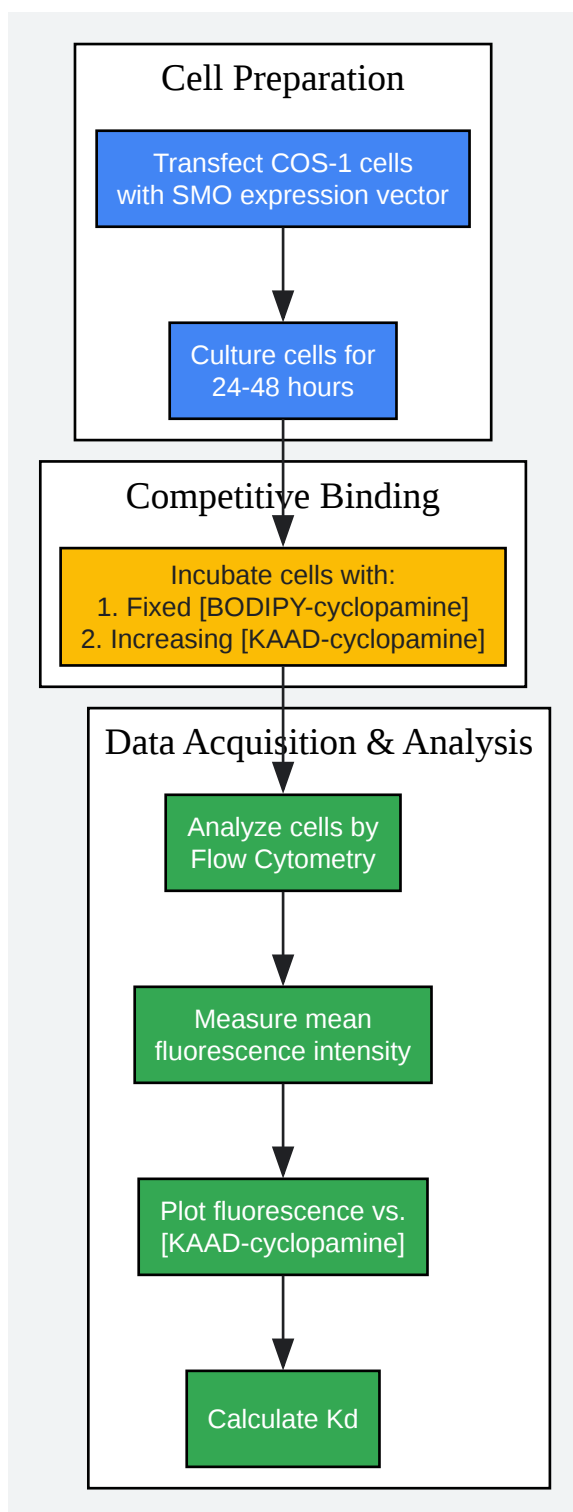 Cell Preparation
Transfect COS-1 cells
with SMO expression vector
Culture cells for
24-48 hours
Competitive Binding
Incubate cells with:
1. Fixed [BODIPY-cyclopamine]
2. Increasing [KAAD-cyclopamine]
Data Acquisition & Analysis
Analyze cells by
Flow Cytometry
Measure mean
fluorescence intensity
Plot fluorescence vs.
[KAAD-cyclopamine]
Calculate Kd